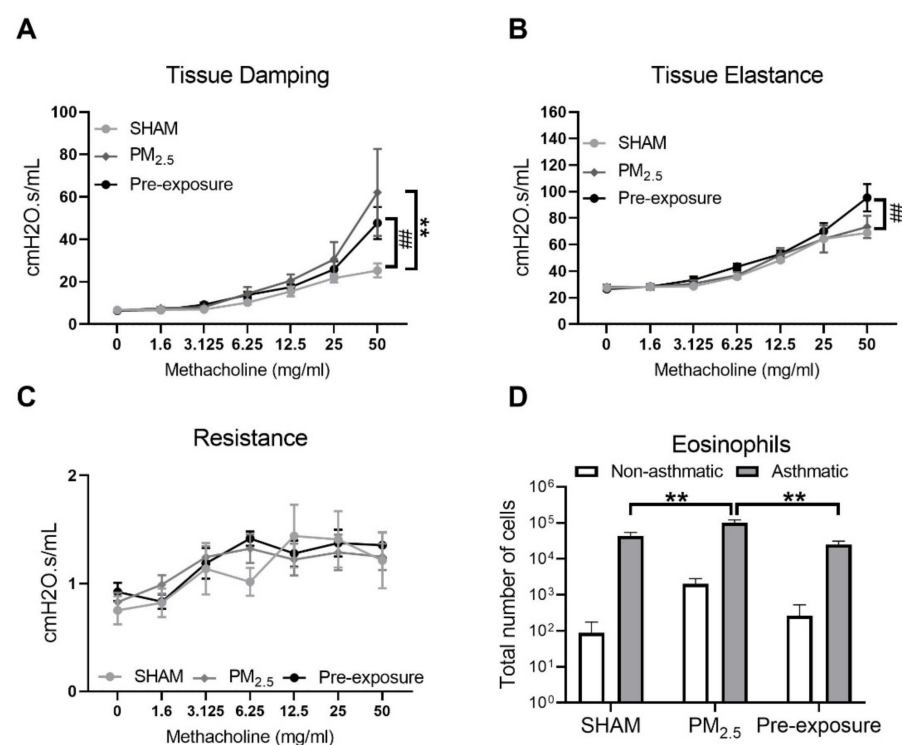 A
Tissue Damping
cmH2O.s/mL
100
80
60
40
20
0
SHAM
PM2.5
Pre-exposure
##
**
0 1.6 3.125 6.25 12.5 25 50
Methacholine (mg/ml)
B
Tissue Elastance
cmH2O.s/mL
160
140
120
100
80
60
40
20
0
SHAM
PM2.5
Pre-exposure
##
0 1.6 3.125 6.25 12.5 25 50
Methacholine (mg/ml)
C
Resistance
cmH2O.s/mL
2
1
0
SHAM PM2.5 Pre-exposure
0 1.6 3.125 6.25 12.5 25 50
Methacholine (mg/ml)
D
Eosinophils
Non-asthmatic Asthmatic
Total number of cells
10^6
10^5
10^4
10^3
10^2
10^1
10^0
** **
SHAM PM2.5 Pre-exposure